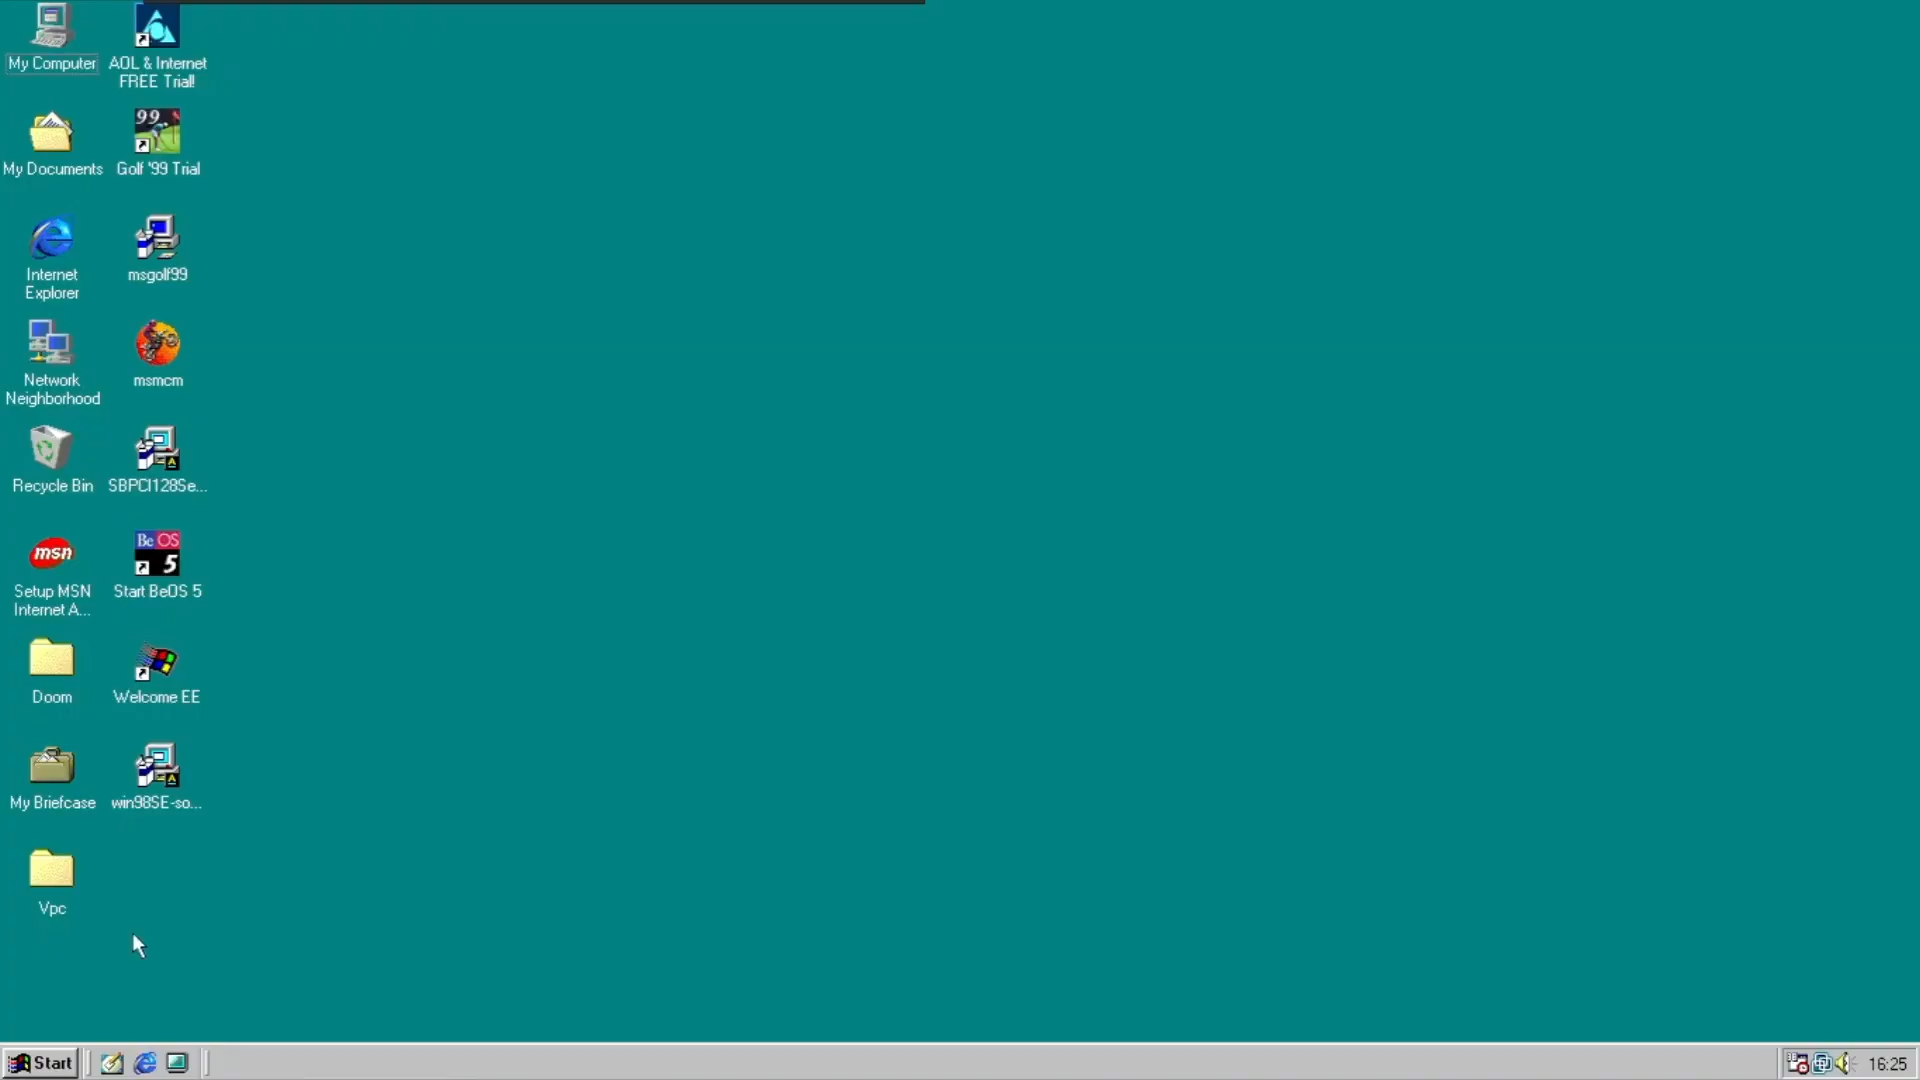 My Computer
AOL & Internet
FREE Trial!
My Documents
99
Golf '99 Trial
Internet
Explorer
msgolf99
Network
Neighborhood
msmcm
Recycle Bin
SBPCI128Se...
msn
Setup MSN
Internet A...
Be OS
5
Start BeOS 5
Doom
Welcome EE
My Briefcase
win98SE-so...
Vpc
Start
16:25